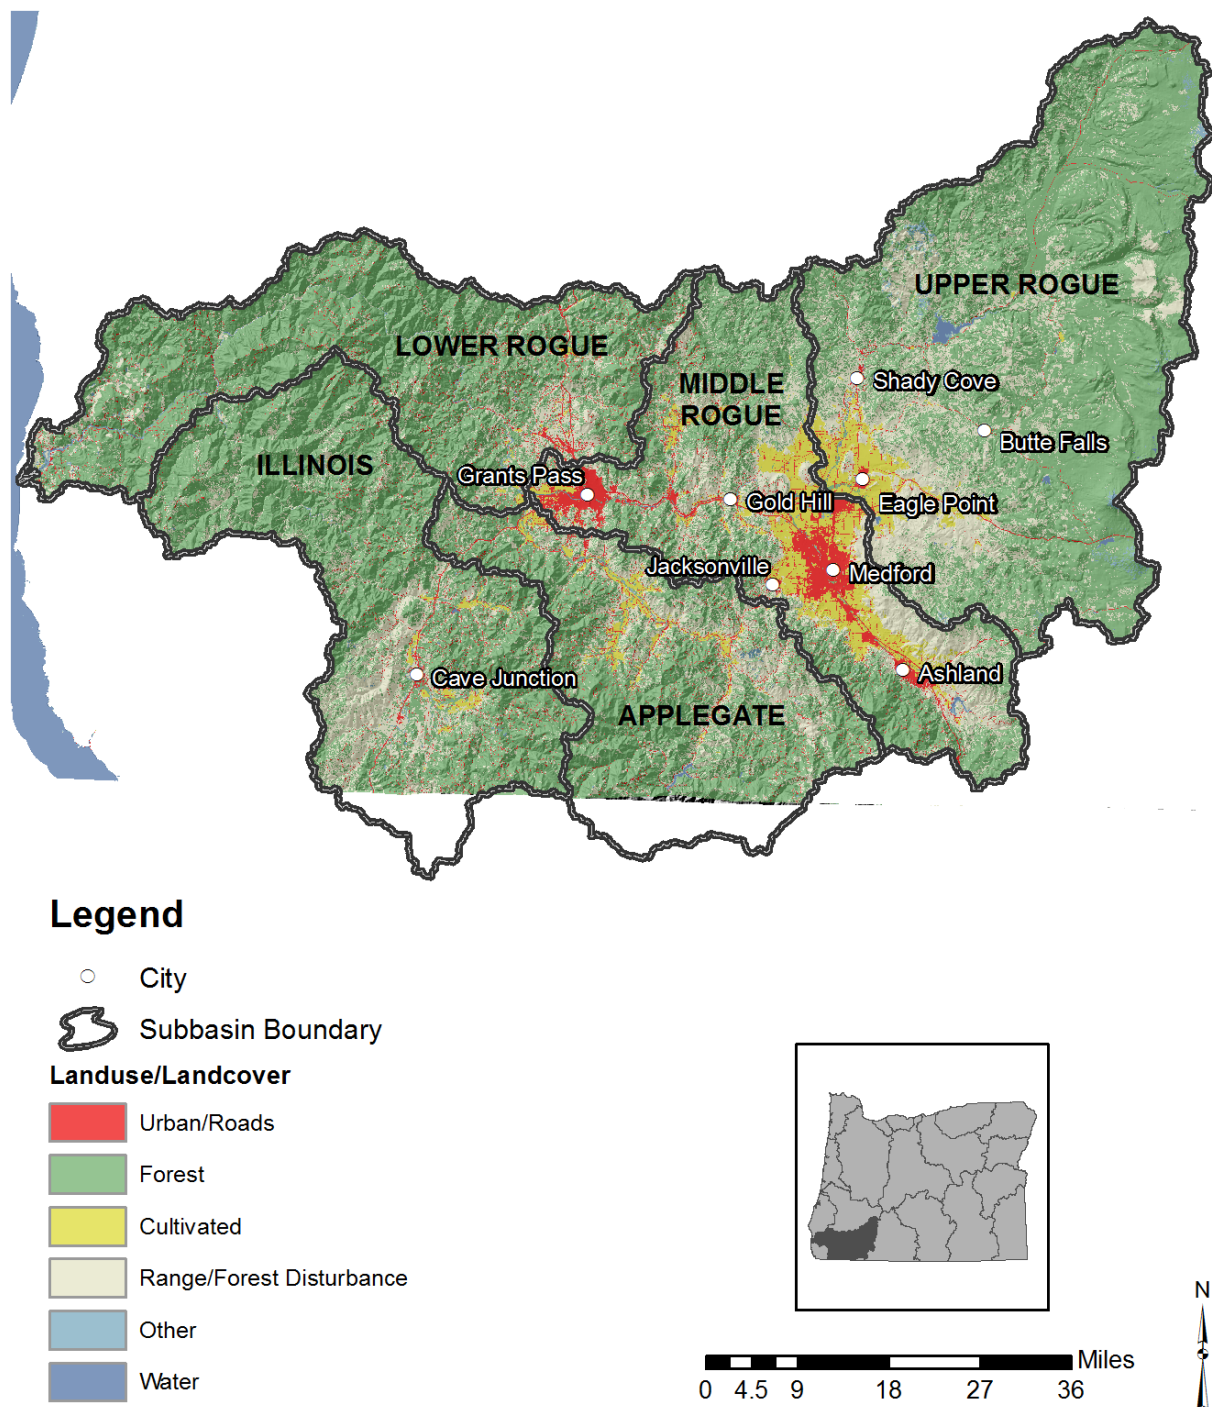 UPPER ROGUE
LOWER ROGUE
MIDDLE
ROGUE
Shady Cove
Butte Falls
ILLINOIS
Grants Pass
Gold Hill
Eagle Point
Jacksonville
Medford
Cave Junction
Ashland
APPLEGATE
Legend
City
Subbasin Boundary
Landuse/Landcover
Urban/Roads
Forest
Cultivated
Range/Forest Disturbance
Other
Water
N
Miles
0 4.5 9 18 27 36